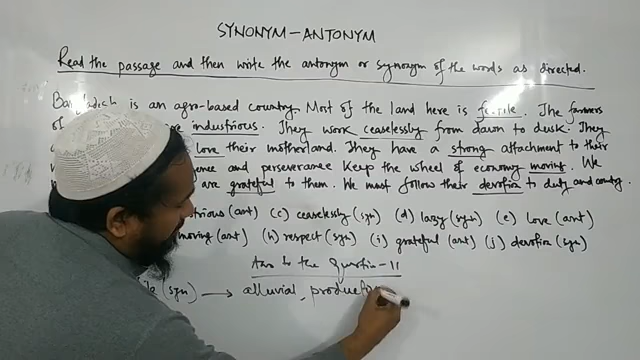 SYNONYM-ANTONYM
Read the passage and then write the antonym or synonym of the words as directed.
Bangladesh is an agro-based country. Most of the land here is fertile. The farmers
of industrious. They work ceaselessly from dawn to dusk. They
love their motherland. They have a strong attachment to their
and perseverance keep the wheel of economy moving. We
are grateful to them. We must follow their devotion to duty and country.
(ant) (c) ceaselessly (syn) (d) lazy (syn) (e) love (ant)
moving (ant) (h) respect (syn) (i) grateful (ant) (j) devotion (syn)
Ans to the Question-11
(syn) → alluvial, produc